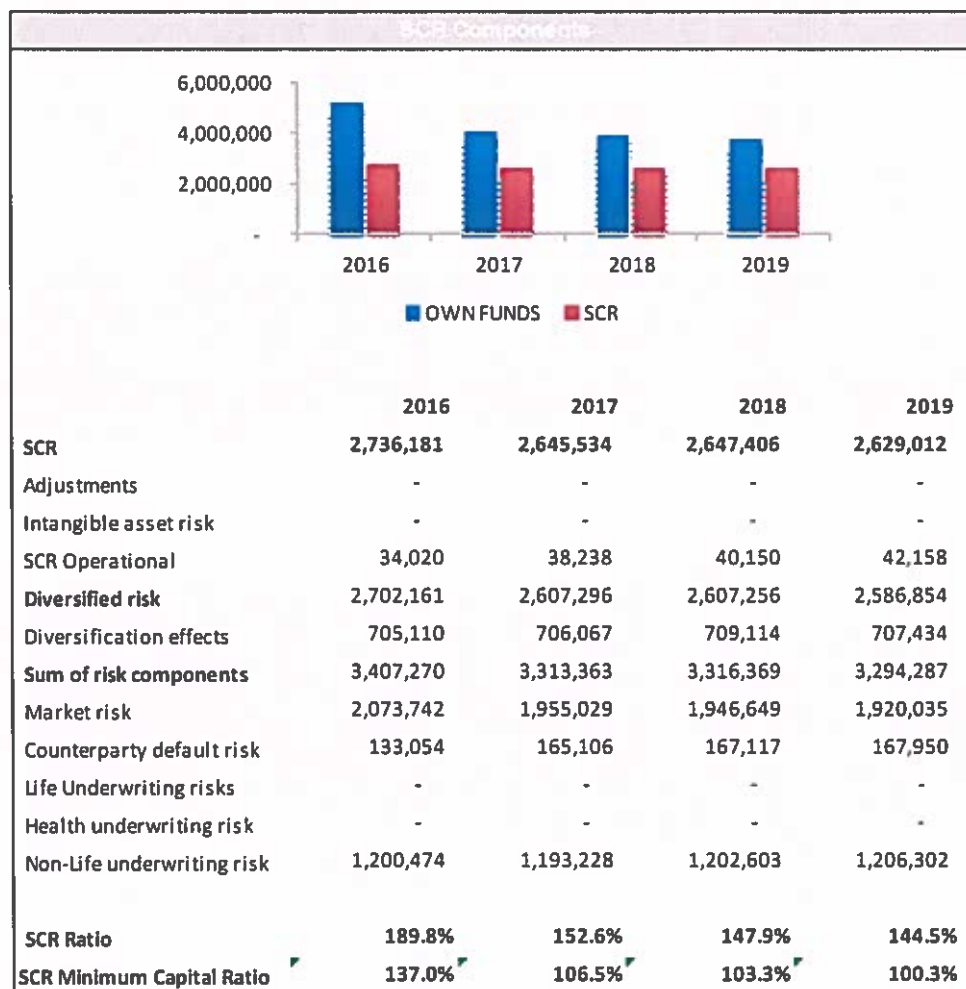 SCR Components
6,000,000
4,000,000
2,000,000
-
2016 2017 2018 2019
OWN FUNDS SCR
2016 2017 2018 2019
SCR 2,736,181 2,645,534 2,647,406 2,629,012
Adjustments - - - -
Intangible asset risk - - - -
SCR Operational 34,020 38,238 40,150 42,158
Diversified risk 2,702,161 2,607,296 2,607,256 2,586,854
Diversification effects 705,110 706,067 709,114 707,434
Sum of risk components 3,407,270 3,313,363 3,316,369 3,294,287
Market risk 2,073,742 1,955,029 1,946,649 1,920,035
Counterparty default risk 133,054 165,106 167,117 167,950
Life Underwriting risks - - - -
Health underwriting risk - - - -
Non-Life underwriting risk 1,200,474 1,193,228 1,202,603 1,206,302
SCR Ratio 189.8% 152.6% 147.9% 144.5%
SCR Minimum Capital Ratio 137.0% 106.5% 103.3% 100.3%